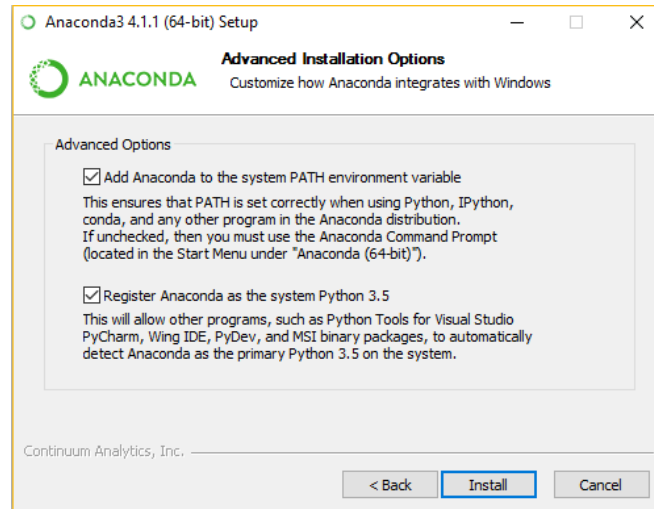 Anaconda3 4.1.1 (64-bit) Setup
ANACONDA
Advanced Installation Options
Customize how Anaconda integrates with Windows
Advanced Options
Add Anaconda to the system PATH environment variable
This ensures that PATH is set correctly when using Python, IPython,
conda, and any other program in the Anaconda distribution.
If unchecked, then you must use the Anaconda Command Prompt
(located in the Start Menu under "Anaconda (64-bit)").
Register Anaconda as the system Python 3.5
This will allow other programs, such as Python Tools for Visual Studio
PyCharm, Wing IDE, PyDev, and MSI binary packages, to automatically
detect Anaconda as the primary Python 3.5 on the system.
Continuum Analytics, Inc.
< Back Install Cancel